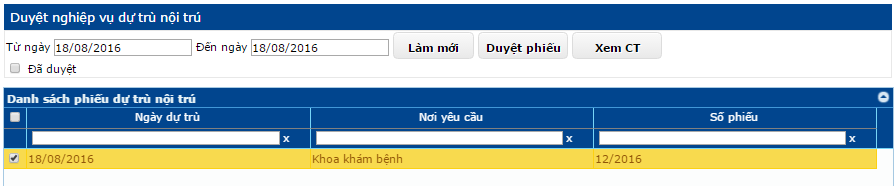 Duyệt nghiệp vụ dự trù nội trú
Từ ngày 18/08/2016 Đến ngày 18/08/2016 Làm mới Duyệt phiếu Xem CT
Đã duyệt
Danh sách phiếu dự trù nội trú
Ngày dự trù Nơi yêu cầu Số phiếu
x x x
18/08/2016 Khoa khám bệnh 12/2016